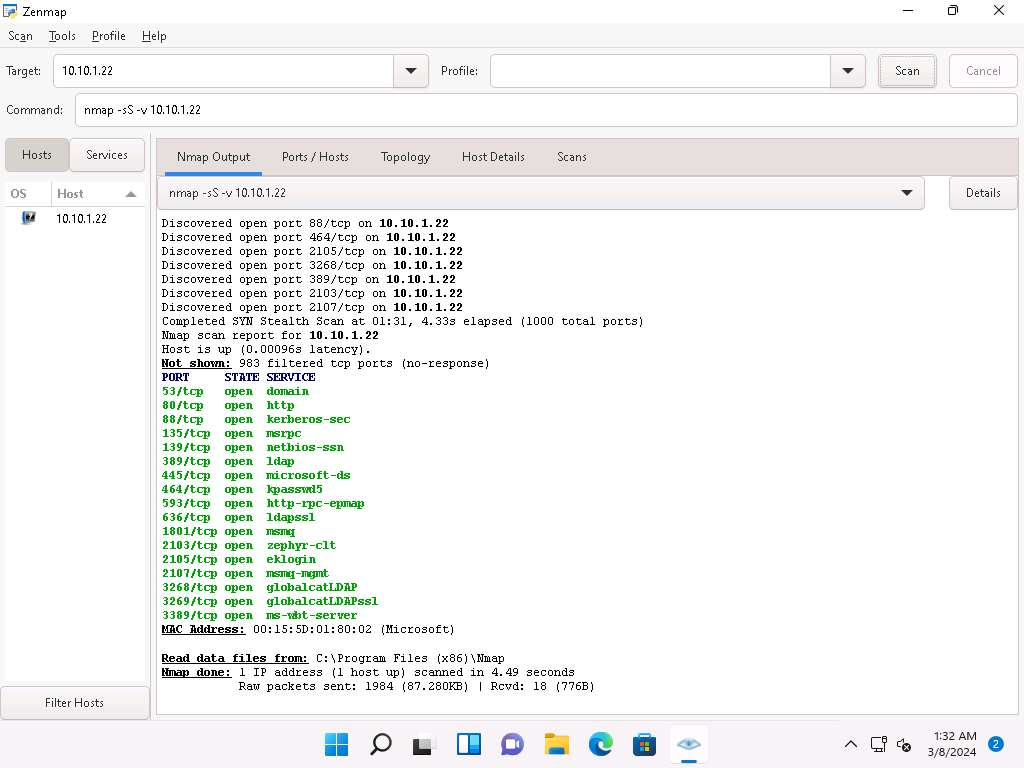 Zenmap
Scan Tools Profile Help
Target: 10.10.1.22 Profile: Scan Cancel
Command: nmap -sS -v 10.10.1.22
Hosts Services Nmap Output Ports / Hosts Topology Host Details Scans
OS Host nmap -sS -v 10.10.1.22 Details
10.10.1.22
Discovered open port 88/tcp on 10.10.1.22
Discovered open port 464/tcp on 10.10.1.22
Discovered open port 2105/tcp on 10.10.1.22
Discovered open port 3268/tcp on 10.10.1.22
Discovered open port 389/tcp on 10.10.1.22
Discovered open port 2103/tcp on 10.10.1.22
Discovered open port 2107/tcp on 10.10.1.22
Completed SYN Stealth Scan at 01:31, 4.33s elapsed (1000 total ports)
Nmap scan report for 10.10.1.22
Host is up (0.00096s latency).
Not shown: 983 filtered tcp ports (no-response)
PORT STATE SERVICE
53/tcp open domain
80/tcp open http
88/tcp open kerberos-sec
135/tcp open msrpc
139/tcp open netbios-ssn
389/tcp open ldap
445/tcp open microsoft-ds
464/tcp open kpasswd5
593/tcp open http-rpc-epmap
636/tcp open ldapssl
1801/tcp open msmq
2103/tcp open zephyr-clt
2105/tcp open eklogin
2107/tcp open msmq-mgmt
3268/tcp open globalcatLDAP
3269/tcp open globalcatLDAPssl
3389/tcp open ms-wbt-server
MAC Address: 00:15:5D:01:80:02 (Microsoft)
Read data files from: C:\Program Files (x86)\Nmap
Nmap done: 1 IP address (1 host up) scanned in 4.49 seconds
Raw packets sent: 1984 (87.280KB) | Rcvd: 18 (776B)
Filter Hosts
1:32 AM
3/8/2024
2